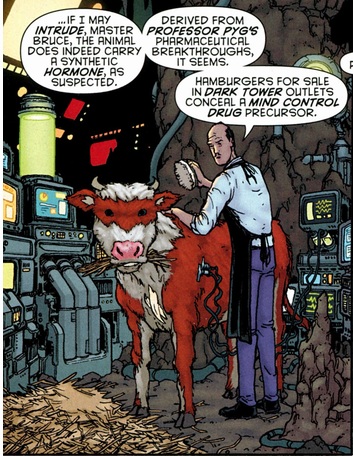 ...IF I MAY
INTRUDE, MASTER
BRUCE, THE ANIMAL
DOES INDEED CARRY
A SYNTHETIC
HORMONE, AS
SUSPECTED.
DERIVED FROM
PROFESSOR PYG'S
PHARMACEUTICAL
BREAKTHROUGHS,
IT SEEMS.
HAMBURGERS FOR SALE
IN DARK TOWER OUTLETS
CONCEAL A MIND CONTROL
DRUG PRECURSOR.